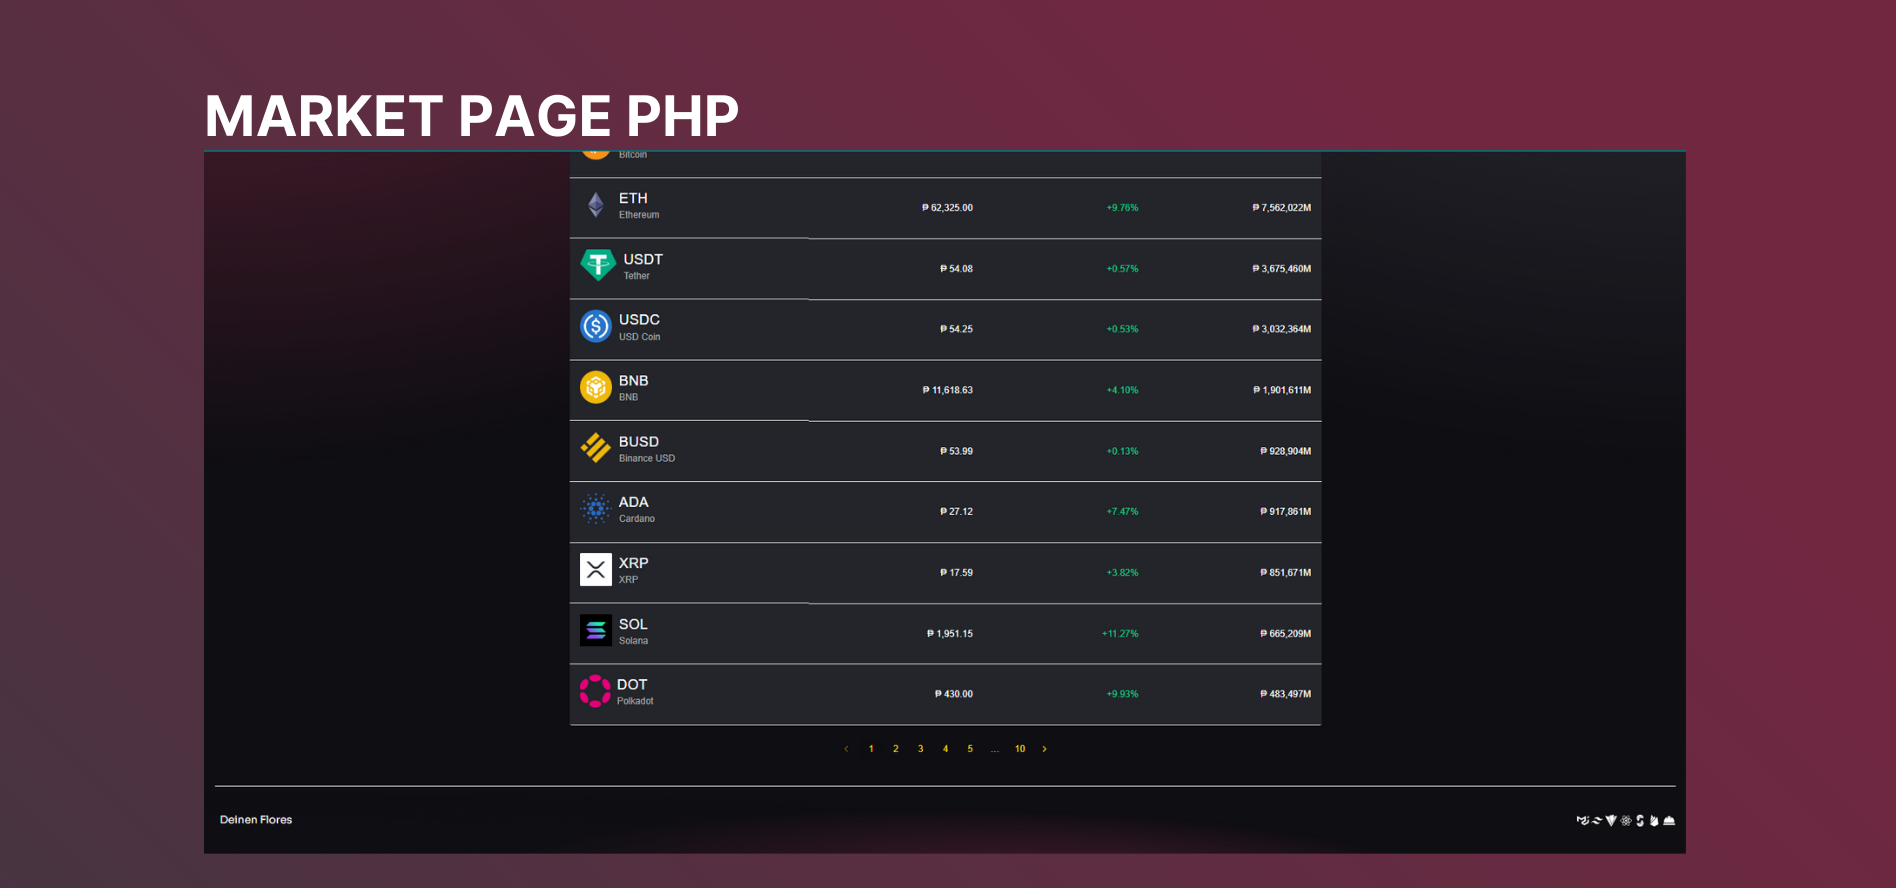 MARKET PAGE PHP
Bitcoin
ETH
Ethereum
₱ 62,325.00
+9.76%
₱ 7,562,022M
USDT
Tether
₱ 54.08
+0.57%
₱ 3,675,460M
USDC
USD Coin
₱ 54.25
+0.53%
₱ 3,032,364M
BNB
BNB
₱ 11,618.63
+4.10%
₱ 1,901,611M
BUSD
Binance USD
₱ 53.99
+0.13%
₱ 928,904M
ADA
Cardano
₱ 27.12
+7.47%
₱ 917,861M
XRP
XRP
₱ 17.59
+3.82%
₱ 851,671M
SOL
Solana
₱ 1,951.15
+11.27%
₱ 665,209M
DOT
Polkadot
₱ 430.00
+9.93%
₱ 483,497M
‹ 1 2 3 4 5 ... 10 ›
Deinen Flores